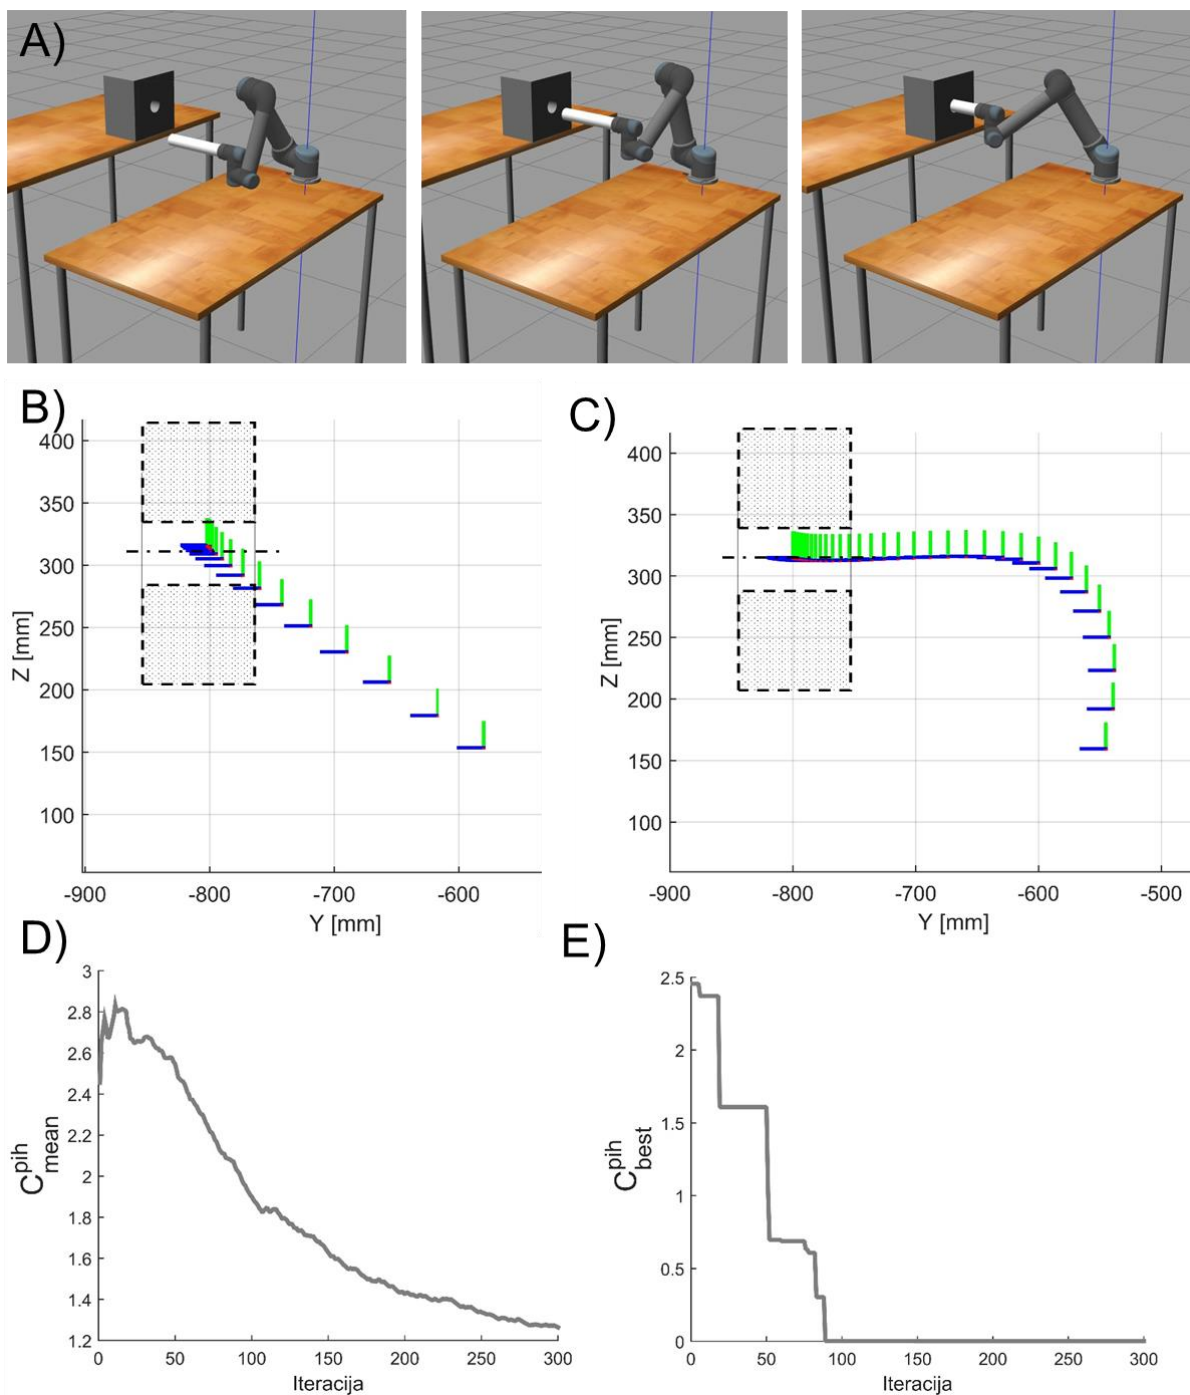 A)
B)
400
350
300
250
200
150
100
Z [mm]
-900 -800 -700 -600
Y [mm]
C)
400
350
300
250
200
150
100
Z [mm]
-900 -800 -700 -600 -500
Y [mm]
D)
3
2.8
2.6
2.4
2.2
2
1.8
1.6
1.4
1.2
C^pih_mean
0 50 100 150 200 250 300
Iteracija
E)
2.5
2
1.5
1
0.5
0
C^pih_best
0 50 100 150 200 250 300
Iteracija